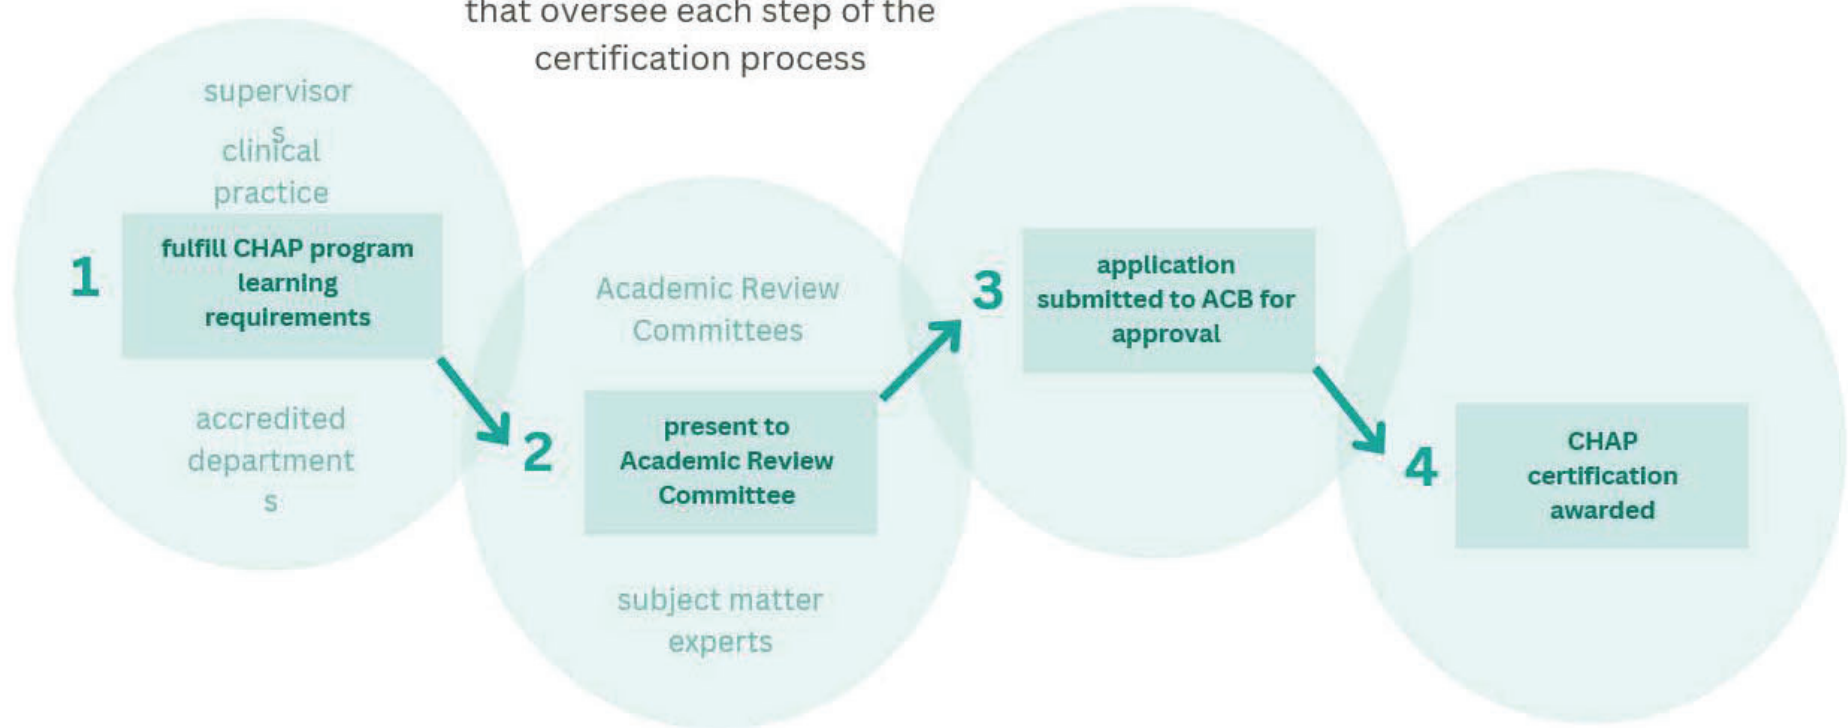 that oversee each step of the
certification process
supervisor
s
clinical
practice
1
fulfill CHAP program
learning
requirements
accredited
department
s
Academic Review
Committees
2
present to
Academic Review
Committee
subject matter
experts
3
application
submitted to ACB for
approval
4
CHAP
certification
awarded